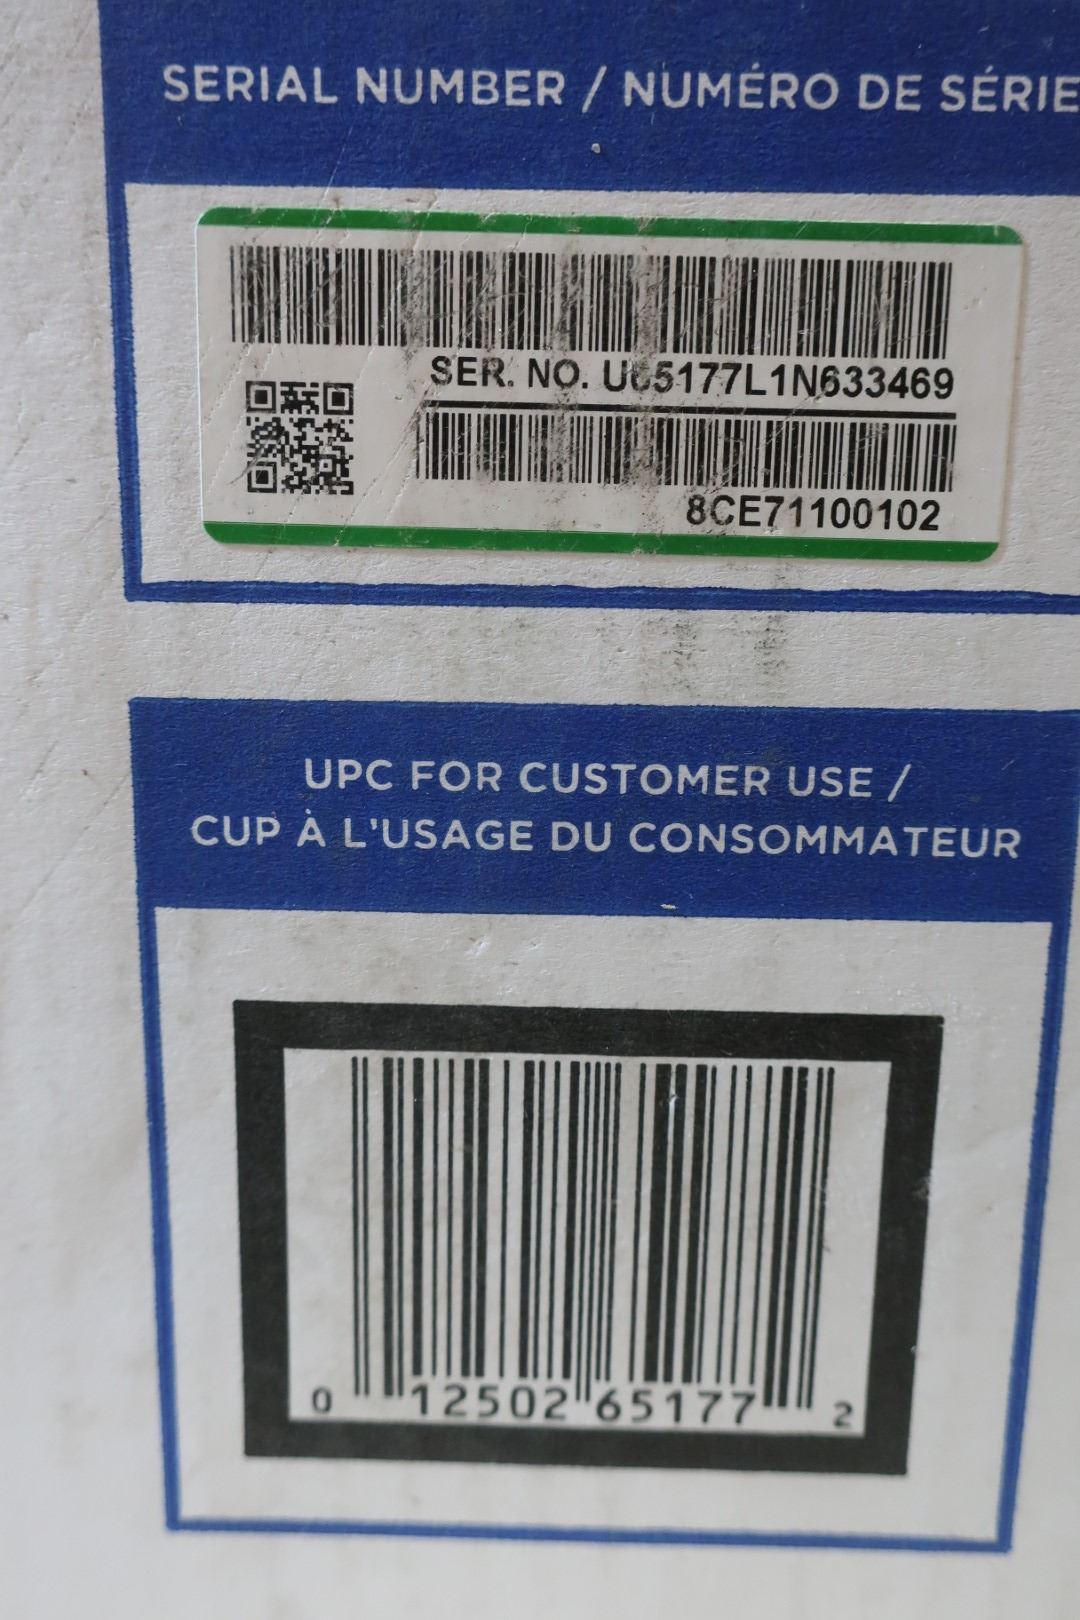 SERIAL NUMBER / NUMÉRO DE SÉRIE
SER. NO. U65177L1N633469
8CE71100102
UPC FOR CUSTOMER USE /
CUP À L'USAGE DU CONSOMMATEUR
0 12502 65177 2